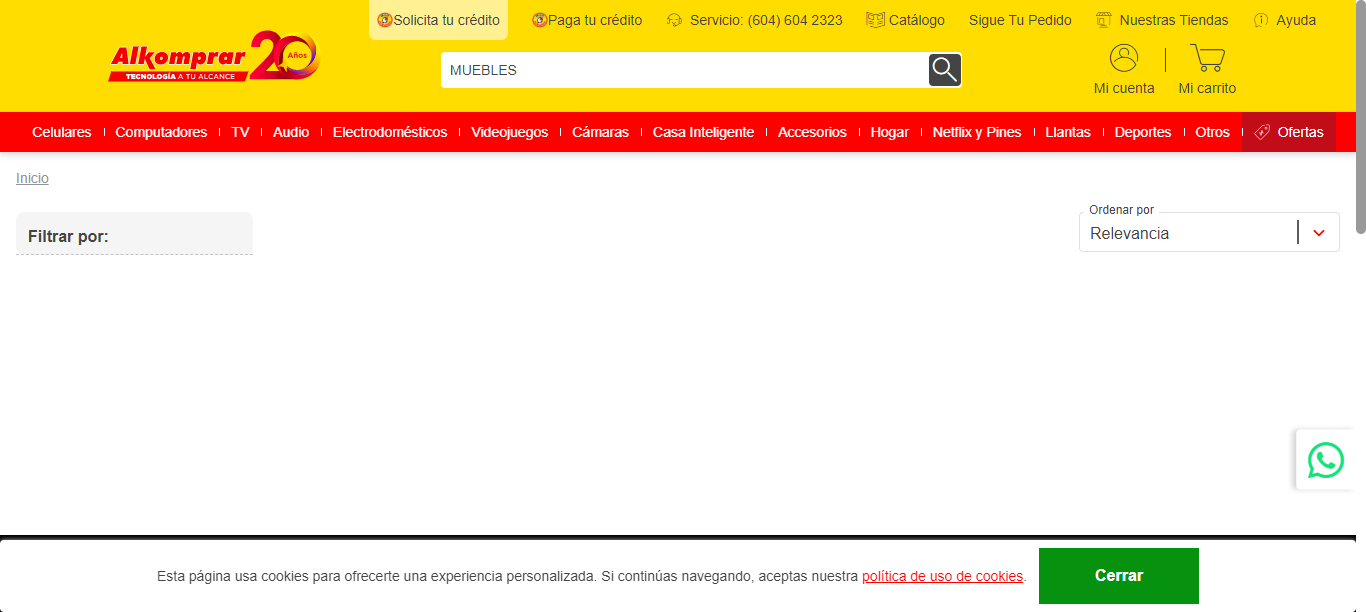 Solicita tu crédito
Paga tu crédito
Servicio: (604) 604 2323
Catálogo
Sigue Tu Pedido
Nuestras Tiendas
Ayuda
Alkomprar 20 Años
TECNOLOGÍA A TU ALCANCE
MUEBLES
Mi cuenta
Mi carrito
Celulares
Computadores
TV
Audio
Electrodomésticos
Videojuegos
Cámaras
Casa Inteligente
Accesorios
Hogar
Netflix y Pines
Llantas
Deportes
Otros
Ofertas
Inicio
Filtrar por:
Ordenar por
Relevancia
Esta página usa cookies para ofrecerte una experiencia personalizada. Si continúas navegando, aceptas nuestra política de uso de cookies.
Cerrar